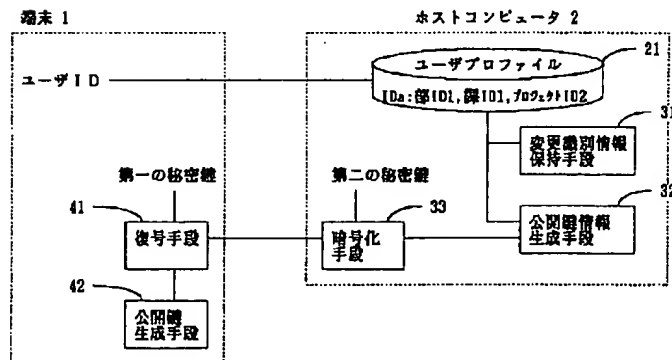 端末 1
ホストコンピュータ 2
ユーザID
ユーザプロファイル
21
IDa:部ID1,課ID1,プロジェクトID2
31
変更識別情報
保持手段
第一の秘密鍵
第二の秘密鍵
32
41
復号手段
33
暗号化
手段
公開鍵情報
生成手段
42
公開鍵
生成手段